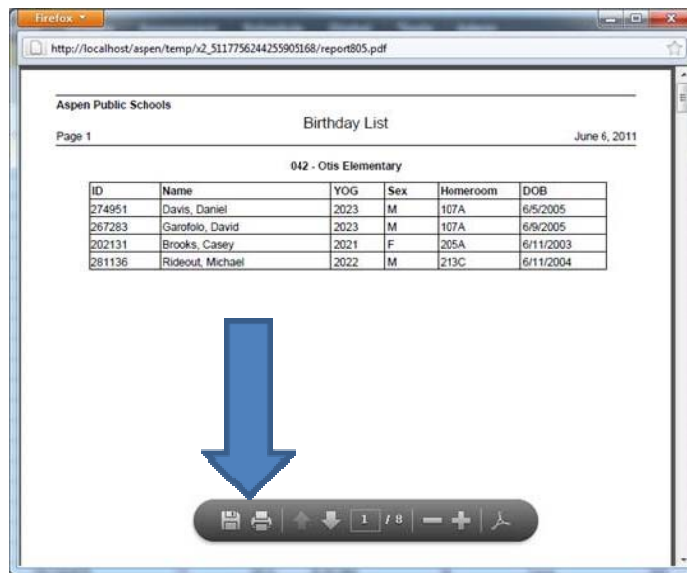 Firefox
http://localhost/aspen/temp/x2_5117756244255905168/report805.pdf
Aspen Public Schools
Birthday List
Page 1 June 6, 2011
042 - Otis Elementary
ID Name YOG Sex Homeroom DOB
274951 Davis, Daniel 2023 M 107A 6/5/2005
267283 Garofolo, David 2023 M 107A 6/9/2005
202131 Brooks, Casey 2021 F 205A 6/11/2003
281136 Rideout, Michael 2022 M 213C 6/11/2004
1 / 8